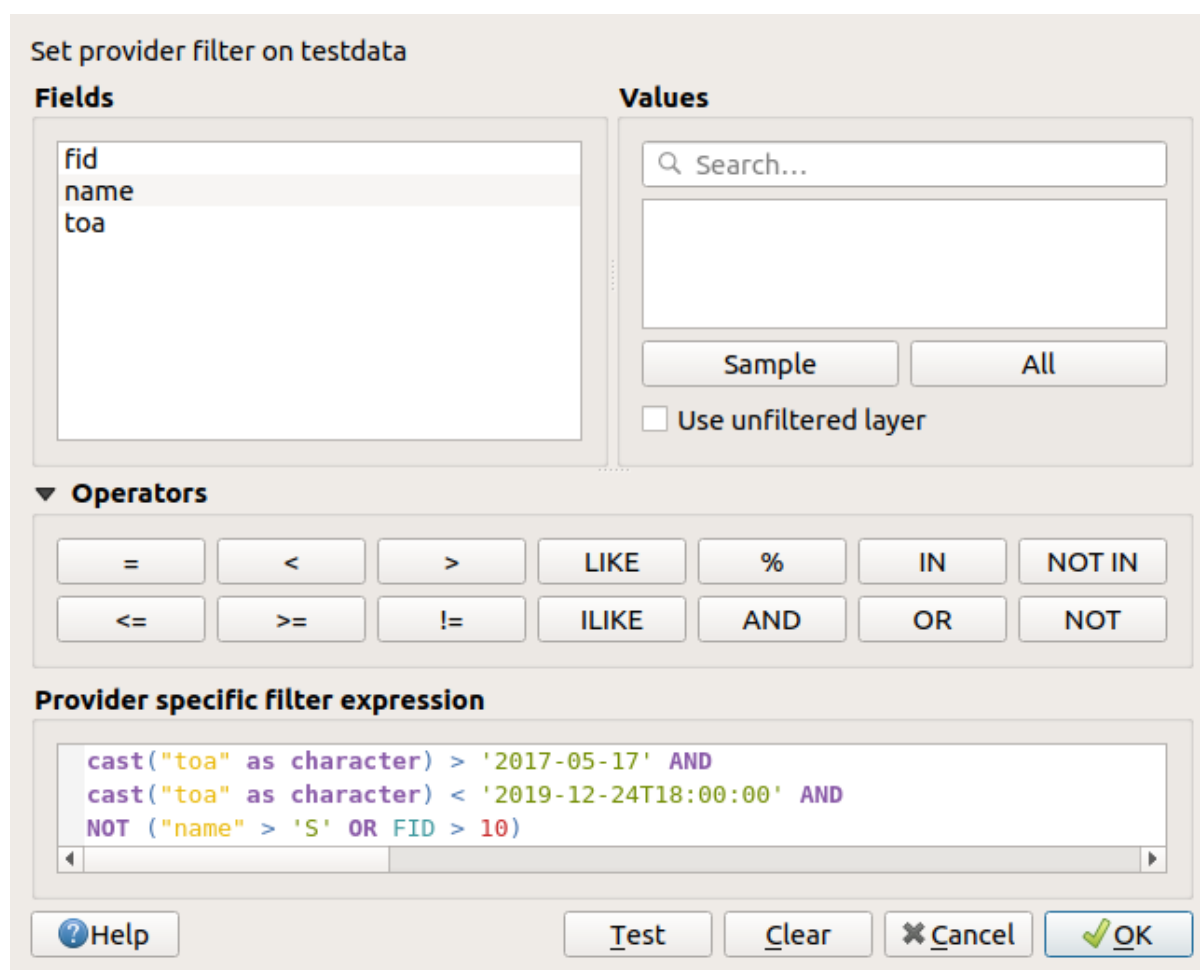 Set provider filter on testdata
Fields
Values
fid
name
toa
Search...
Sample
All
Use unfiltered layer
Operators
= < > LIKE % IN NOT IN
<= >= != ILIKE AND OR NOT
Provider specific filter expression
cast("toa" as character) > '2017-05-17' AND
cast("toa" as character) < '2019-12-24T18:00:00' AND
NOT ("name" > 'S' OR FID > 10)
Help Test Clear Cancel OK